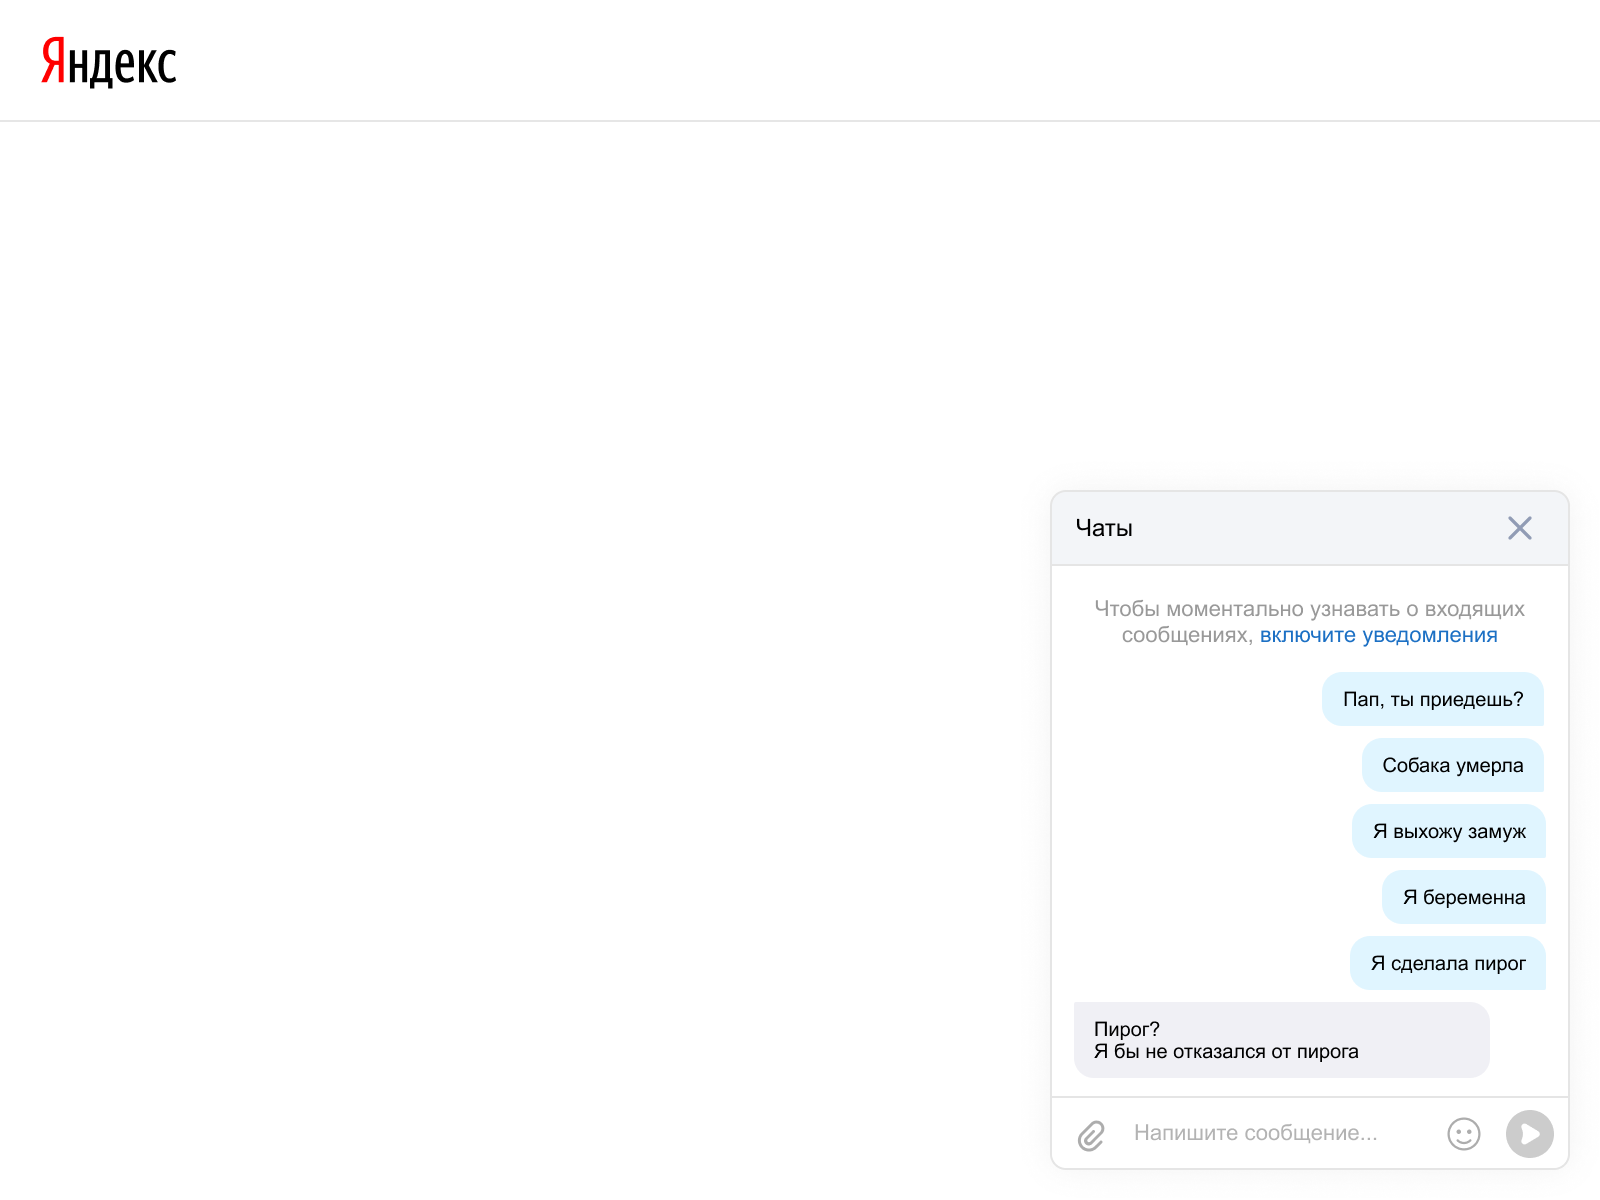 Яндекс
Чаты
Чтобы моментально узнавать о входящих
сообщениях, включите уведомления
Пап, ты приедешь?
Собака умерла
Я выхожу замуж
Я беременна
Я сделала пирог
Пирог?
Я бы не отказался от пирога
Напишите сообщение...